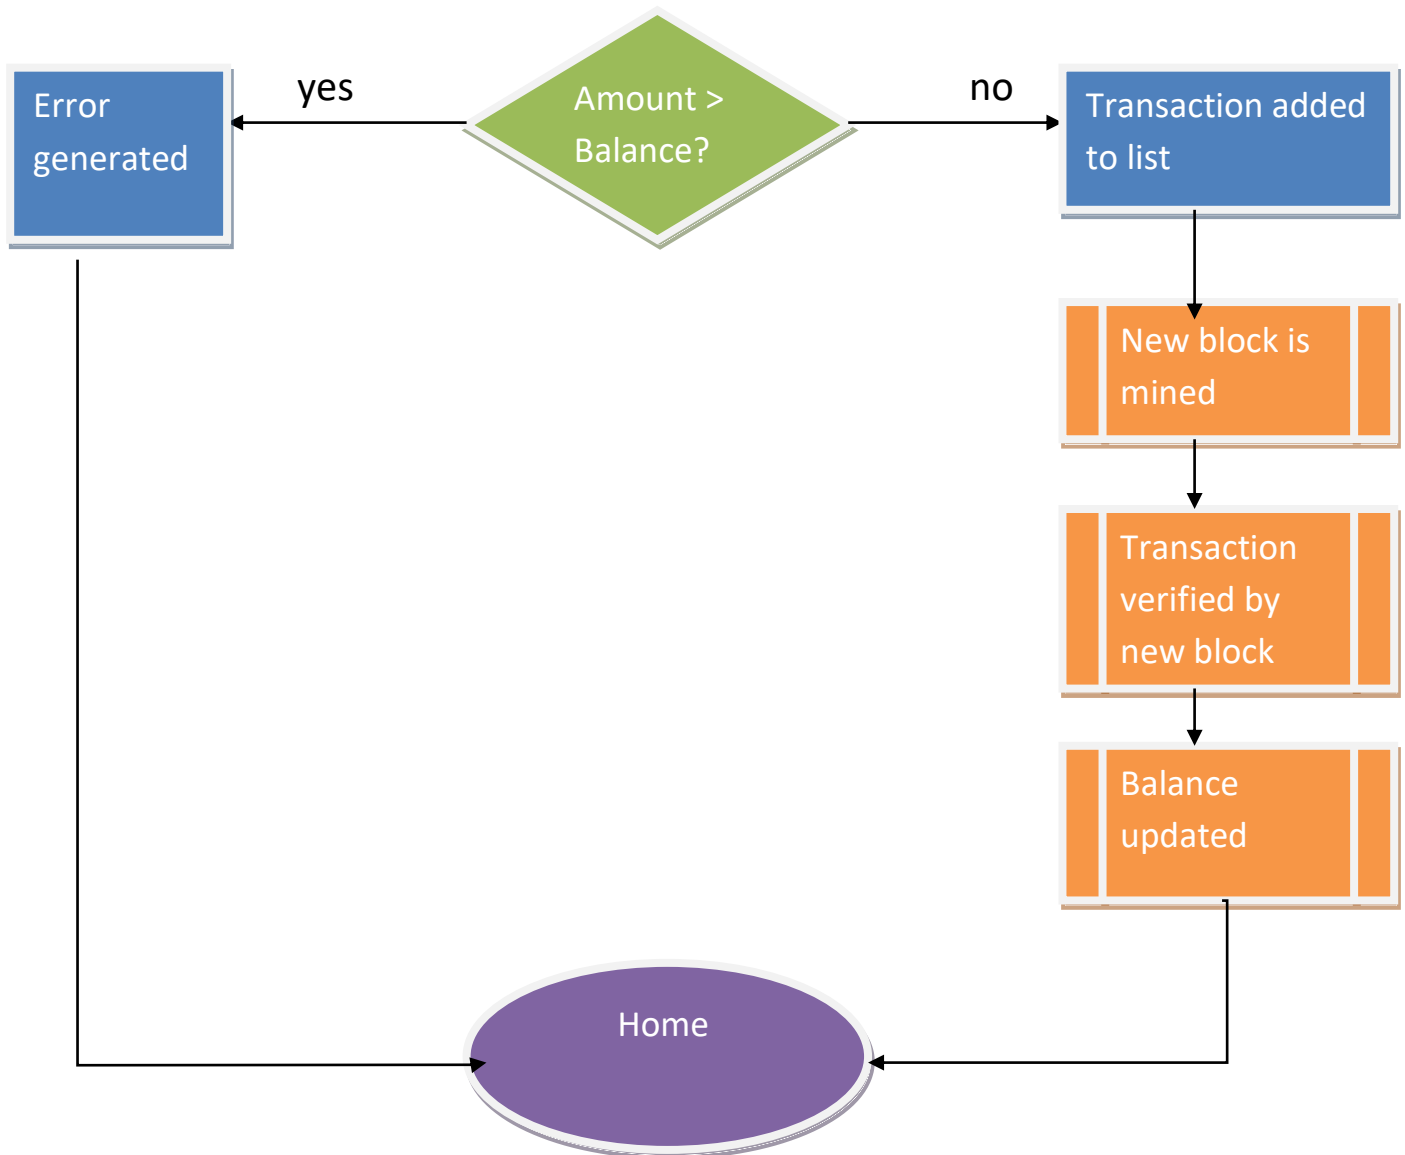 yes
no
Error
generated
Amount >
Balance?
Transaction added
to list
New block is
mined
Transaction
verified by
new block
Balance
updated
Home